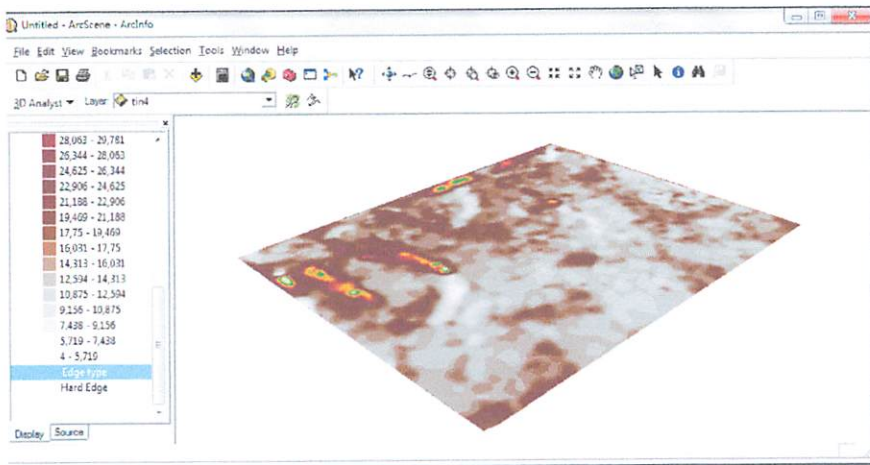 Untitled - ArcScene - ArcInfo
File Edit View Bookmarks Selection Tools Window Help
3D Analyst Layer: tin4
28,063 - 29,781
26,344 - 28,063
24,625 - 26,344
22,906 - 24,625
21,188 - 22,906
19,469 - 21,188
17,75 - 19,469
16,031 - 17,75
14,313 - 16,031
12,594 - 14,313
10,875 - 12,594
9,156 - 10,875
7,438 - 9,156
5,719 - 7,438
4 - 5,719
Edge type
Hard Edge
Display Source